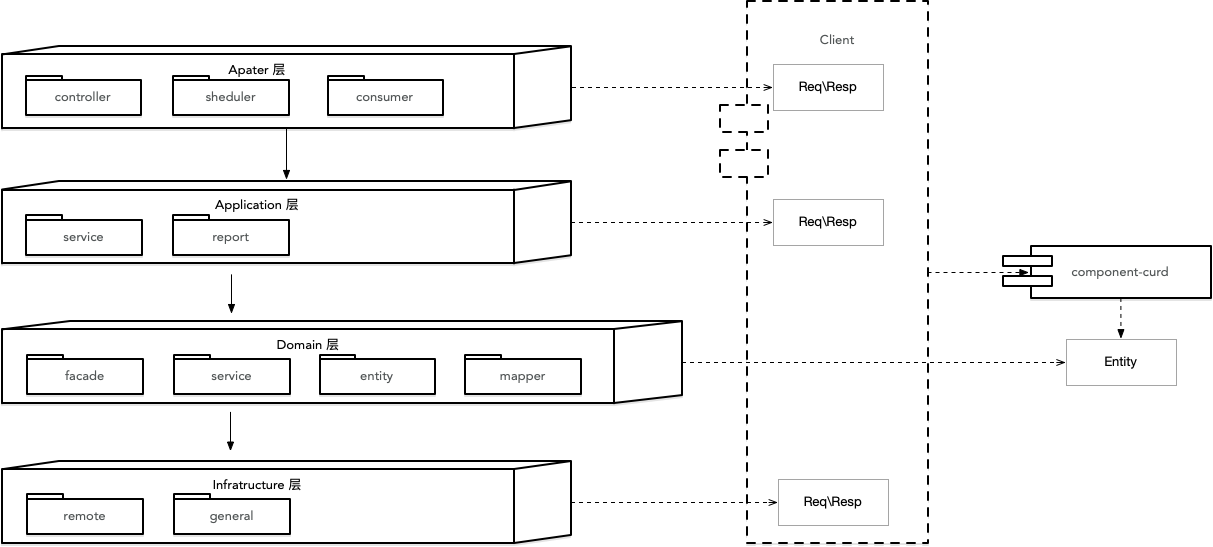 Client
Apater 层
controller
sheduler
consumer
Req\Resp
Application 层
service
report
Req\Resp
component-curd
Domain 层
facade
service
entity
mapper
Entity
Infratructure 层
remote
general
Req\Resp